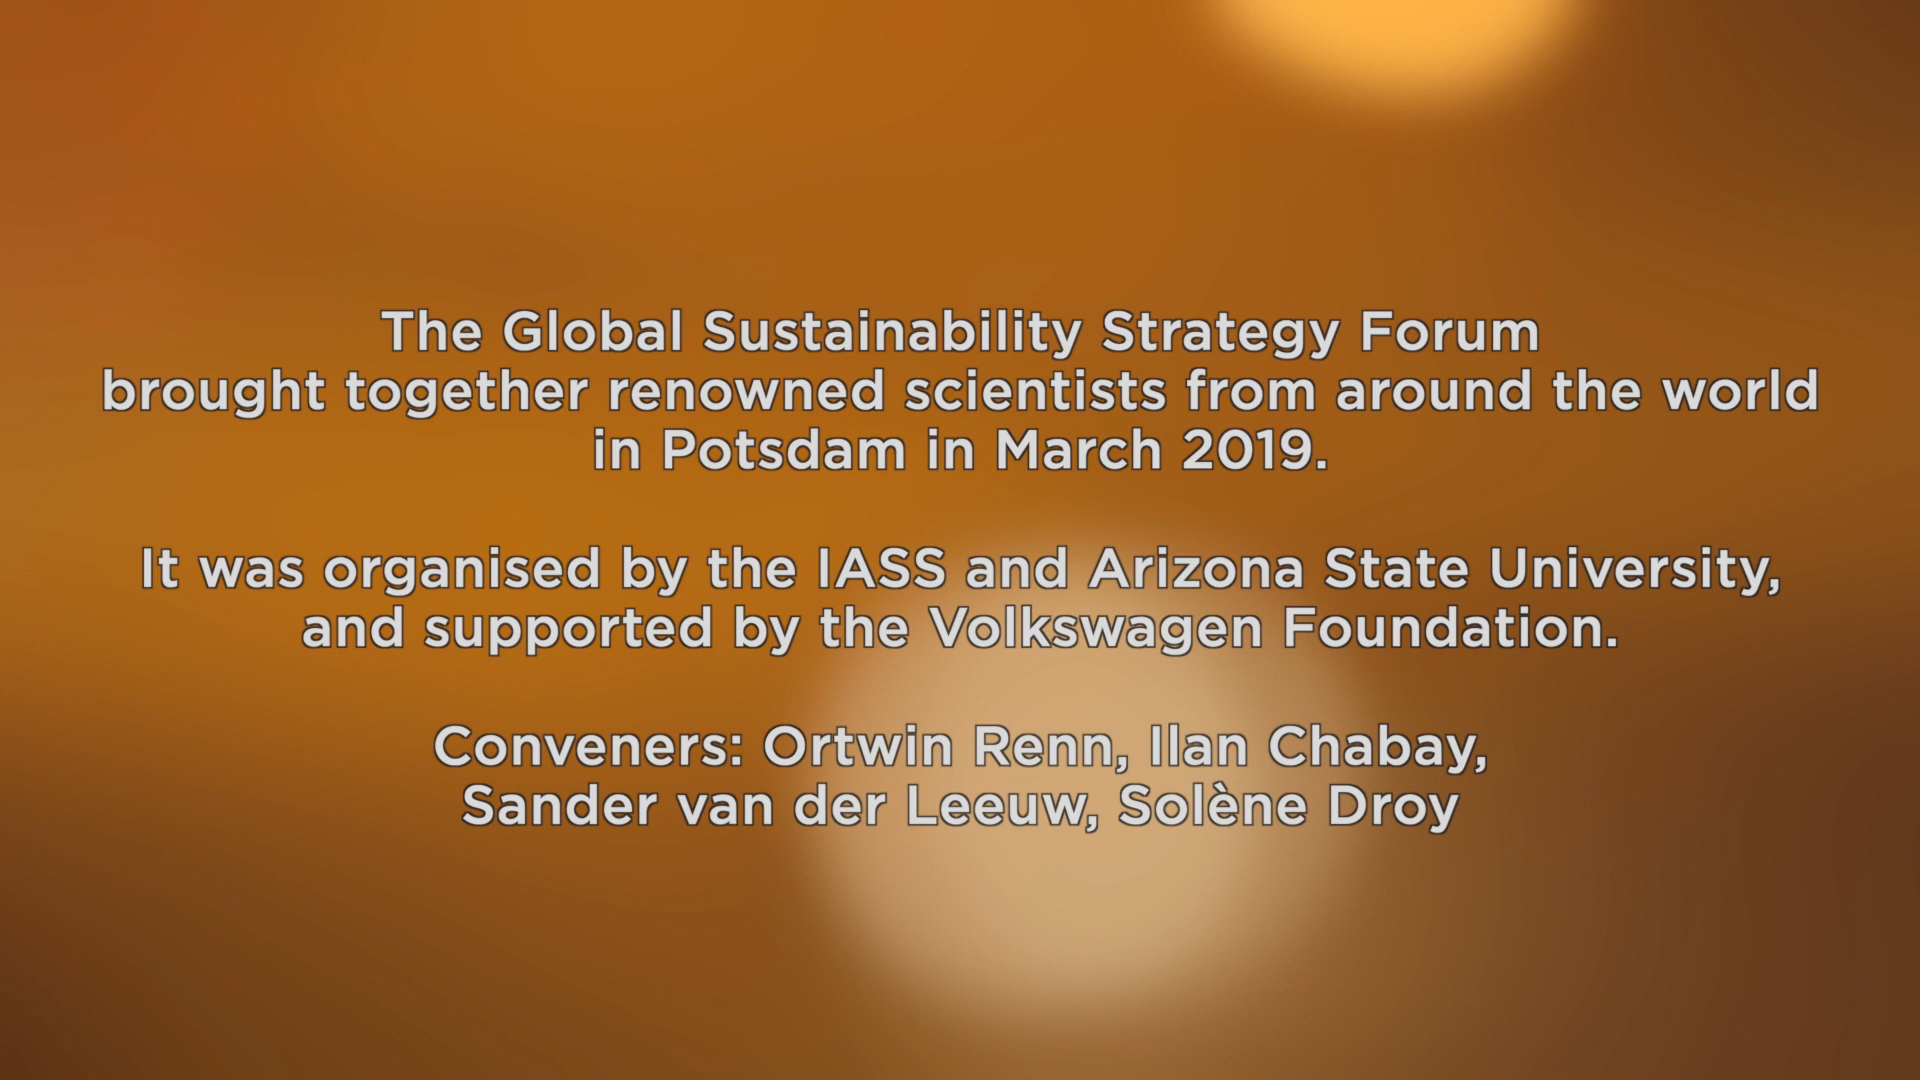 The Global Sustainability Strategy Forum
brought together renowned scientists from around the world
in Potsdam in March 2019.
It was organised by the IASS and Arizona State University,
and supported by the Volkswagen Foundation.
Conveners: Ortwin Renn, Ilan Chabay,
Sander van der Leeuw, Solène Droy